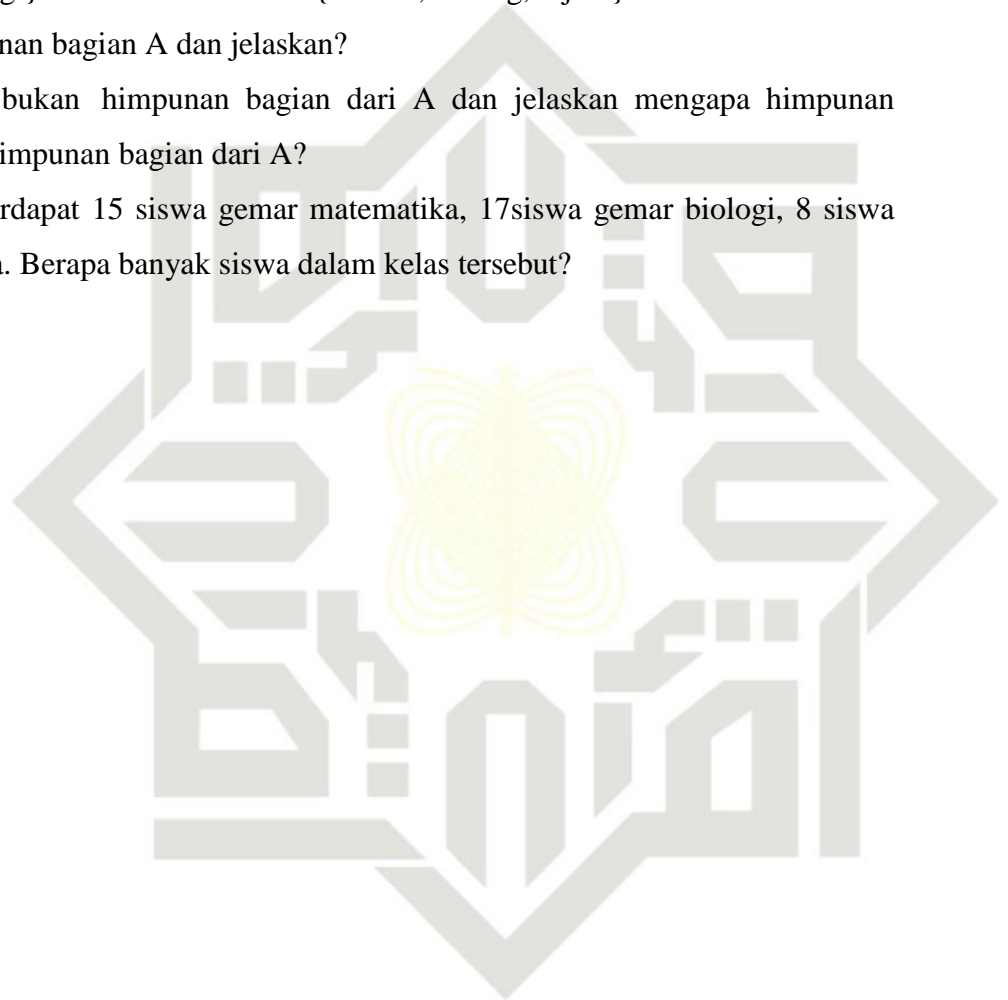 nan bagian A dan jelaskan?
bukan himpunan bagian dari A dan jelaskan mengapa himpunan
impunan bagian dari A?
rdapat 15 siswa gemar matematika, 17siswa gemar biologi, 8 siswa
a. Berapa banyak siswa dalam kelas tersebut?